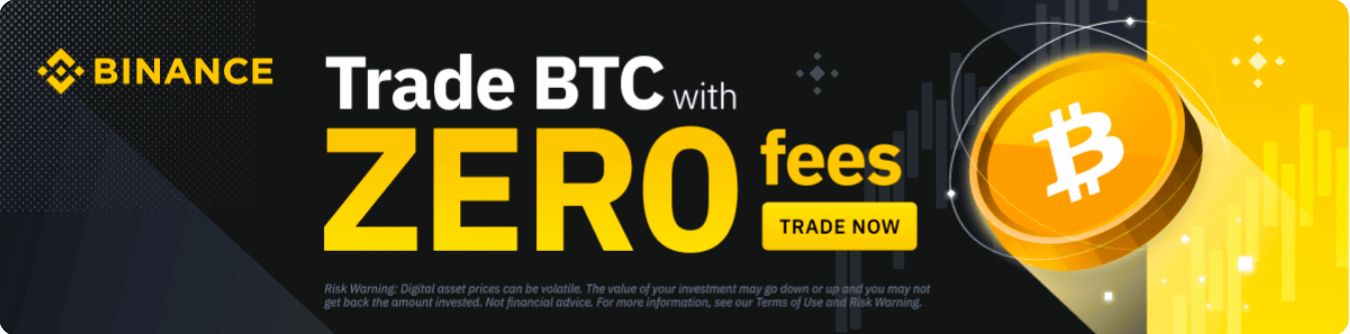 BINANCE
Trade BTC with
ZERO fees
TRADE NOW
Risk Warning: Digital asset prices can be volatile. The value of your investment may go down or up and you may not
get back the amount invested. Not financial advice. For more information, see our Terms of Use and Risk Warning.